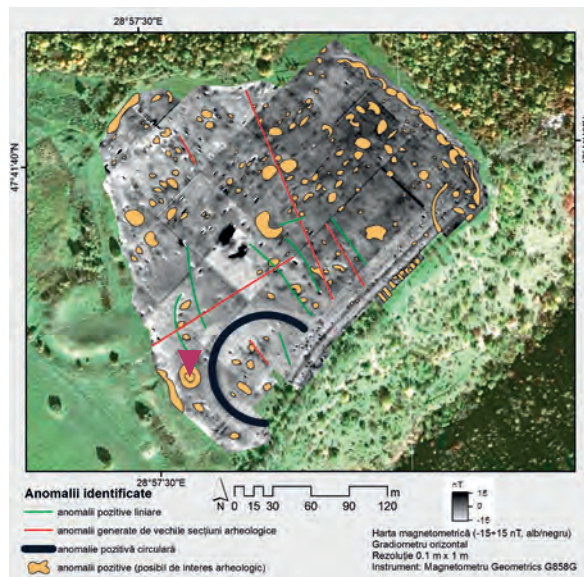 28°57'30"E
47°41'40"N
28°57'30"E
Anomalii identificate
anomalii pozitive liniare
anomalii generate de vechile secțiuni arheologice
anomalie pozitivă circulară
anomalii pozitive (posibil de interes arheologic)
N
0 15 30 60 90 120
m
nT
15
0
-15
Harta magnetometrică (-15+15 nT, alb/negru)
Gradiometru orizontal
Rezoluție 0.1 m x 1 m
Instrument: Magnetometru Geometrics G858G